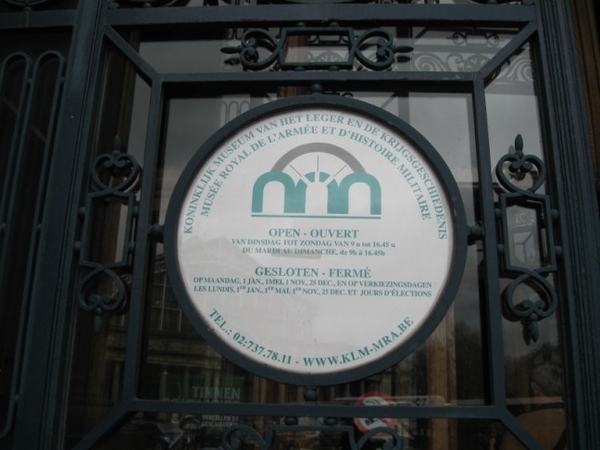 KONINKLIJK MUSEUM VAN HET LEGER EN DE KRIJGSGESCHIEDENIS
MUSÉE ROYAL DE L'ARMÉE ET D'HISTOIRE MILITAIRE
OPEN - OUVERT
VAN DINSDAG TOT ZONDAG VAN 9 u tot 16.45 u
DU MARDI AU DIMANCHE, de 9h à 16.45h
GESLOTEN - FERMÉ
OP MAANDAG, 1 JAN., 1 MEI, 1 NOV., 25 DEC., EN OP VERKIEZINGSDAGEN
LES LUNDIS, 1ER JAN., 1ER MAI, 1ER NOV., 25 DEC. ET JOURS D'ÉLECTIONS
TEL.: 02:737.78.11 - WWW.KLM-MRA.BE
TINNEN